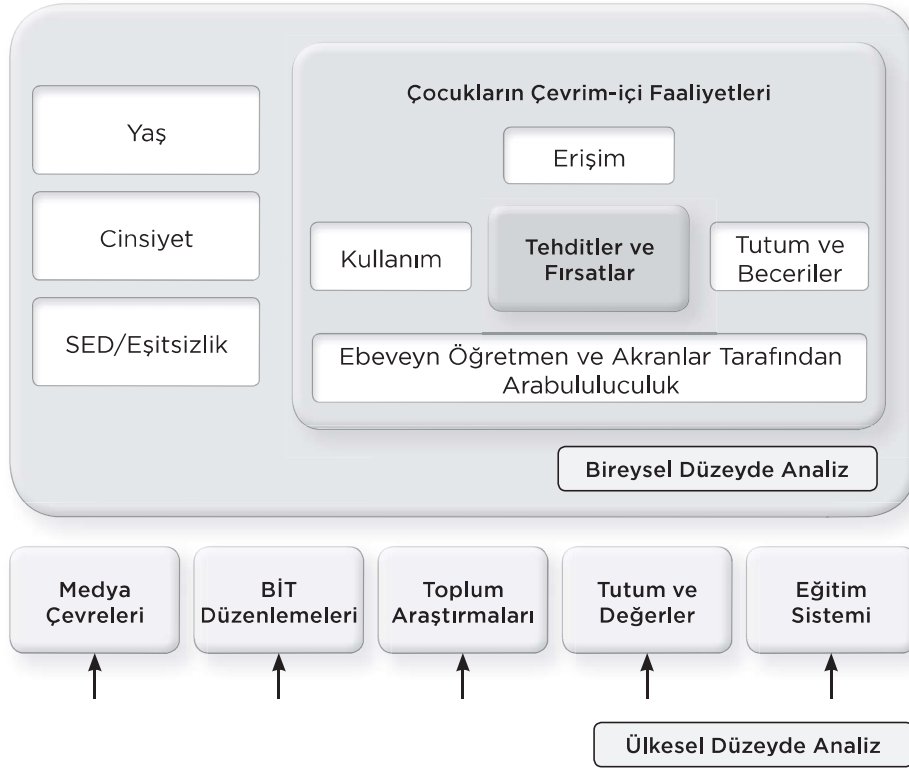 Çocukların Çevrim-içi Faaliyetleri
Yaş
Cinsiyet
SED/Eşitsizlik
Erişim
Kullanım
Tehditler ve
Fırsatlar
Tutum ve
Beceriler
Ebeveyn Öğretmen ve Akranlar Tarafından
Arabululuculuk
Bireysel Düzeyde Analiz
Medya
Çevreleri
BİT
Düzenlemeleri
Toplum
Araştırmaları
Tutum ve
Değerler
Eğitim
Sistemi
Ülkesel Düzeyde Analiz